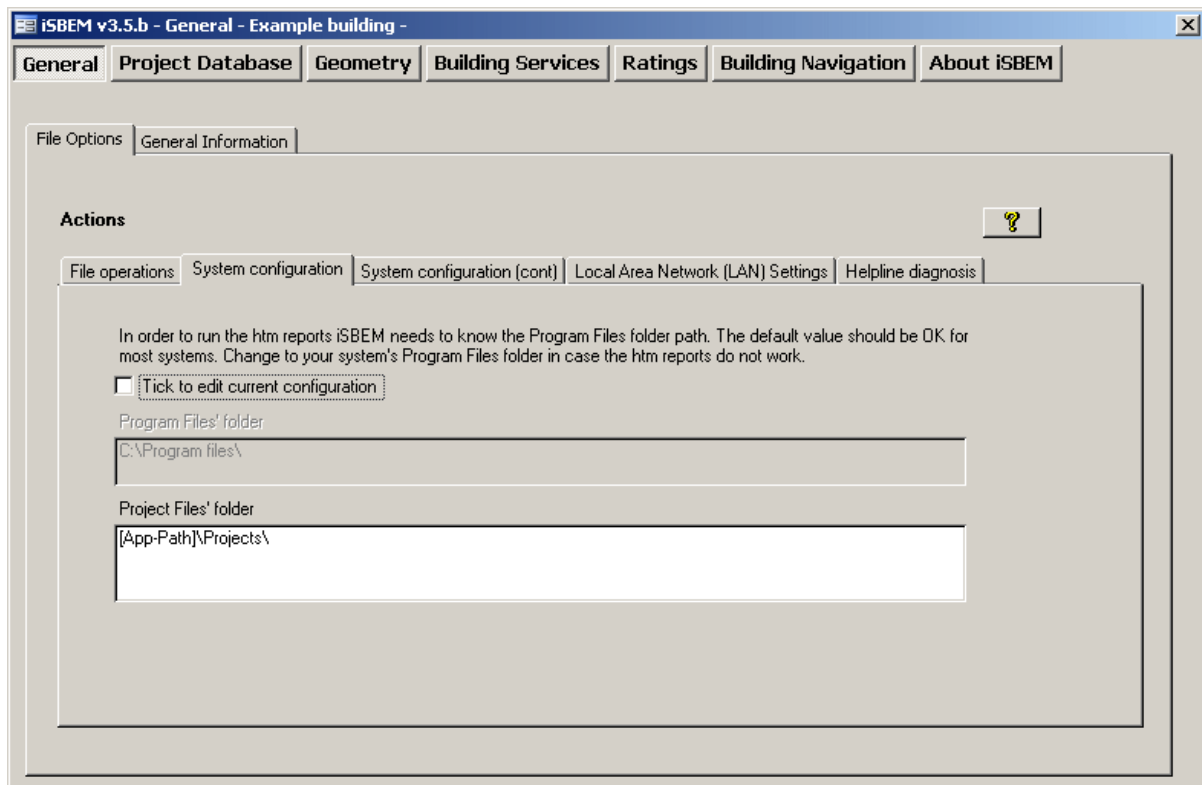 iSBEM v3.5.b - General - Example building -
General Project Database Geometry Building Services Ratings Building Navigation About iSBEM
File Options General Information
Actions
?
File operations System configuration System configuration (cont) Local Area Network (LAN) Settings Helpline diagnosis
In order to run the htm reports iSBEM needs to know the Program Files folder path. The default value should be OK for
most systems. Change to your system's Program Files folder in case the htm reports do not work.
Tick to edit current configuration
Program Files' folder
C:\Program files\
Project Files' folder
[App-Path]\Projects\